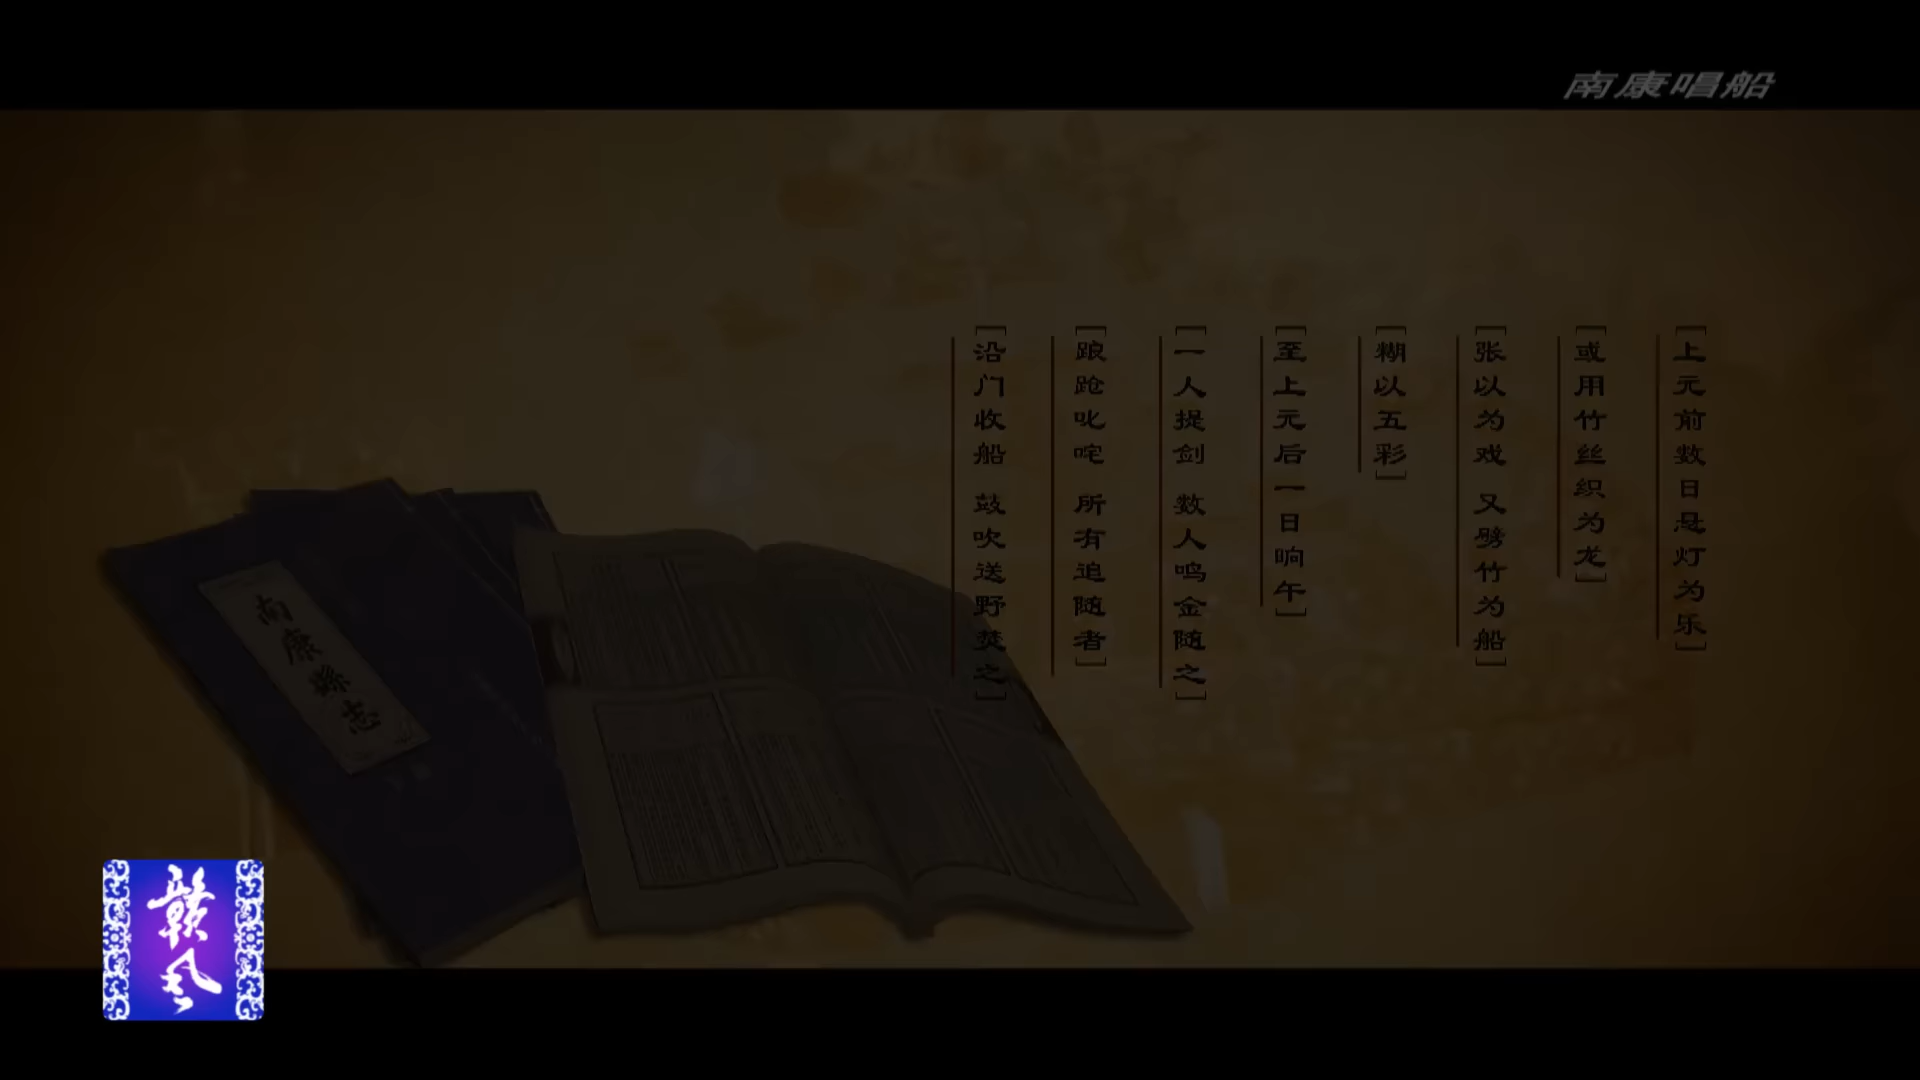 南康唱船
上元前数日悬灯为乐
或用竹丝织为龙
张以为戏 又劈竹为船
糊以五彩
至上元后一日晌午
一人提剑 数人鸣金随之
踉跄叱咤 所有追随者
沿门收船 鼓吹送野焚之
南康縣志
赣风